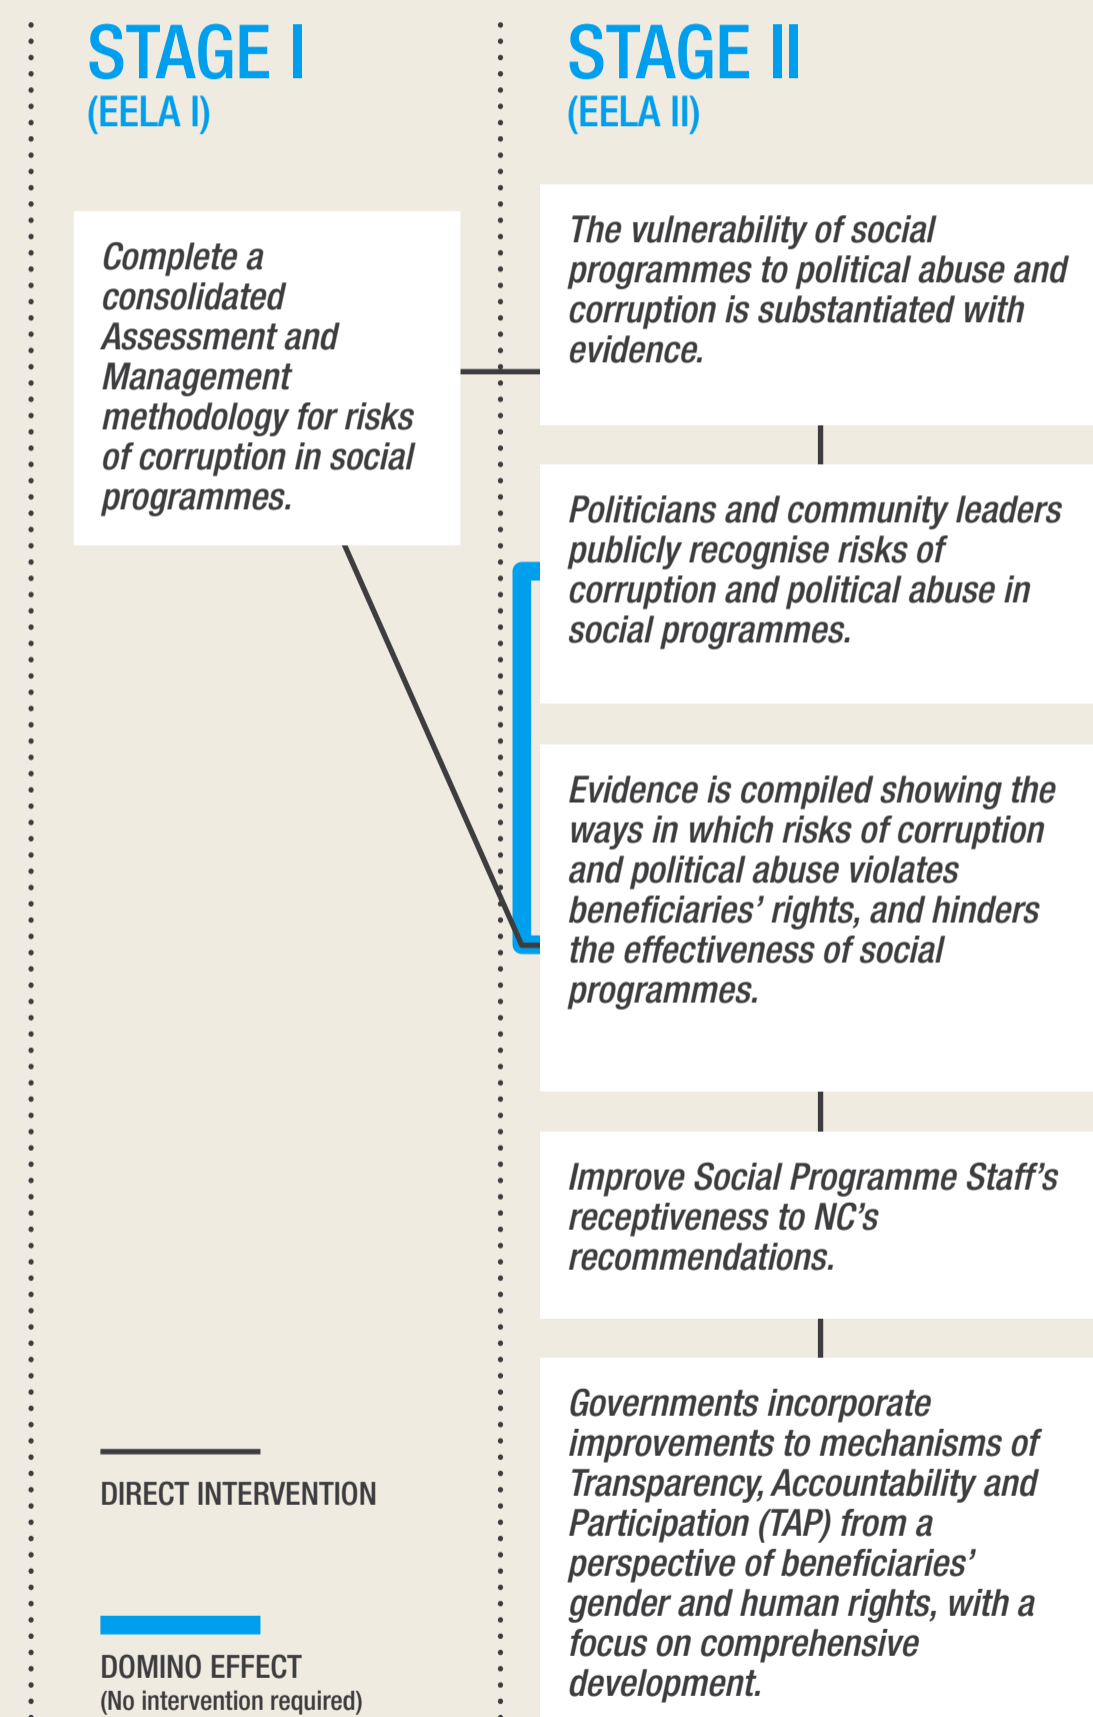 STAGE I
(EELA I)
Complete a
consolidated
Assessment and
Management
methodology for risks
of corruption in social
programmes.
DIRECT INTERVENTION
DOMINO EFFECT
(No intervention required)
STAGE II
(EELA II)
The vulnerability of social
programmes to political abuse and
corruption is substantiated with
evidence.
Politicians and community leaders
publicly recognise risks of
corruption and political abuse in
social programmes.
Evidence is compiled showing the
ways in which risks of corruption
and political abuse violates
beneficiaries’ rights, and hinders
the effectiveness of social
programmes.
Improve Social Programme Staff’s
receptiveness to NC’s
recommendations.
Governments incorporate
improvements to mechanisms of
Transparency, Accountability and
Participation (TAP) from a
perspective of beneficiaries’
gender and human rights, with a
focus on comprehensive
development.